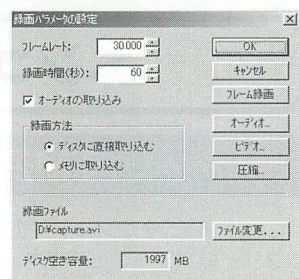 録画パラメータの設定
フレームレート: 30.000
OK
録画時間(秒): 60
キャンセル
オーディオの取り込み
フレーム録画
録画方法
オーディオ...
ディスクに直接取り込む
ビデオ...
メモリに取り込む
圧縮...
録画ファイル
D:¥capture.avi
ファイル変更...
ディスク空き容量: 1997 MB